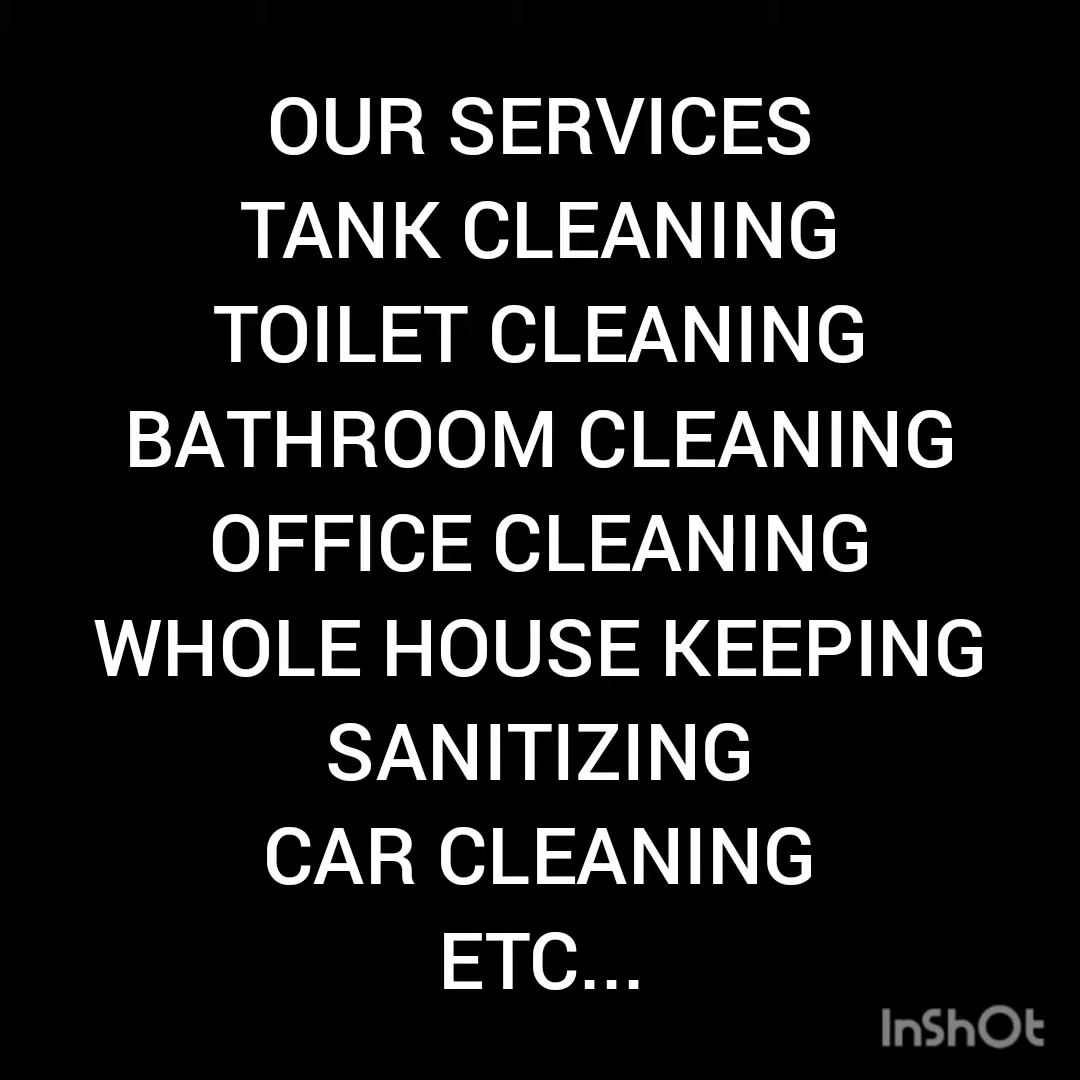 OUR SERVICES
TANK CLEANING
TOILET CLEANING
BATHROOM CLEANING
OFFICE CLEANING
WHOLE HOUSE KEEPING
SANITIZING
CAR CLEANING
ETC...
InShOt